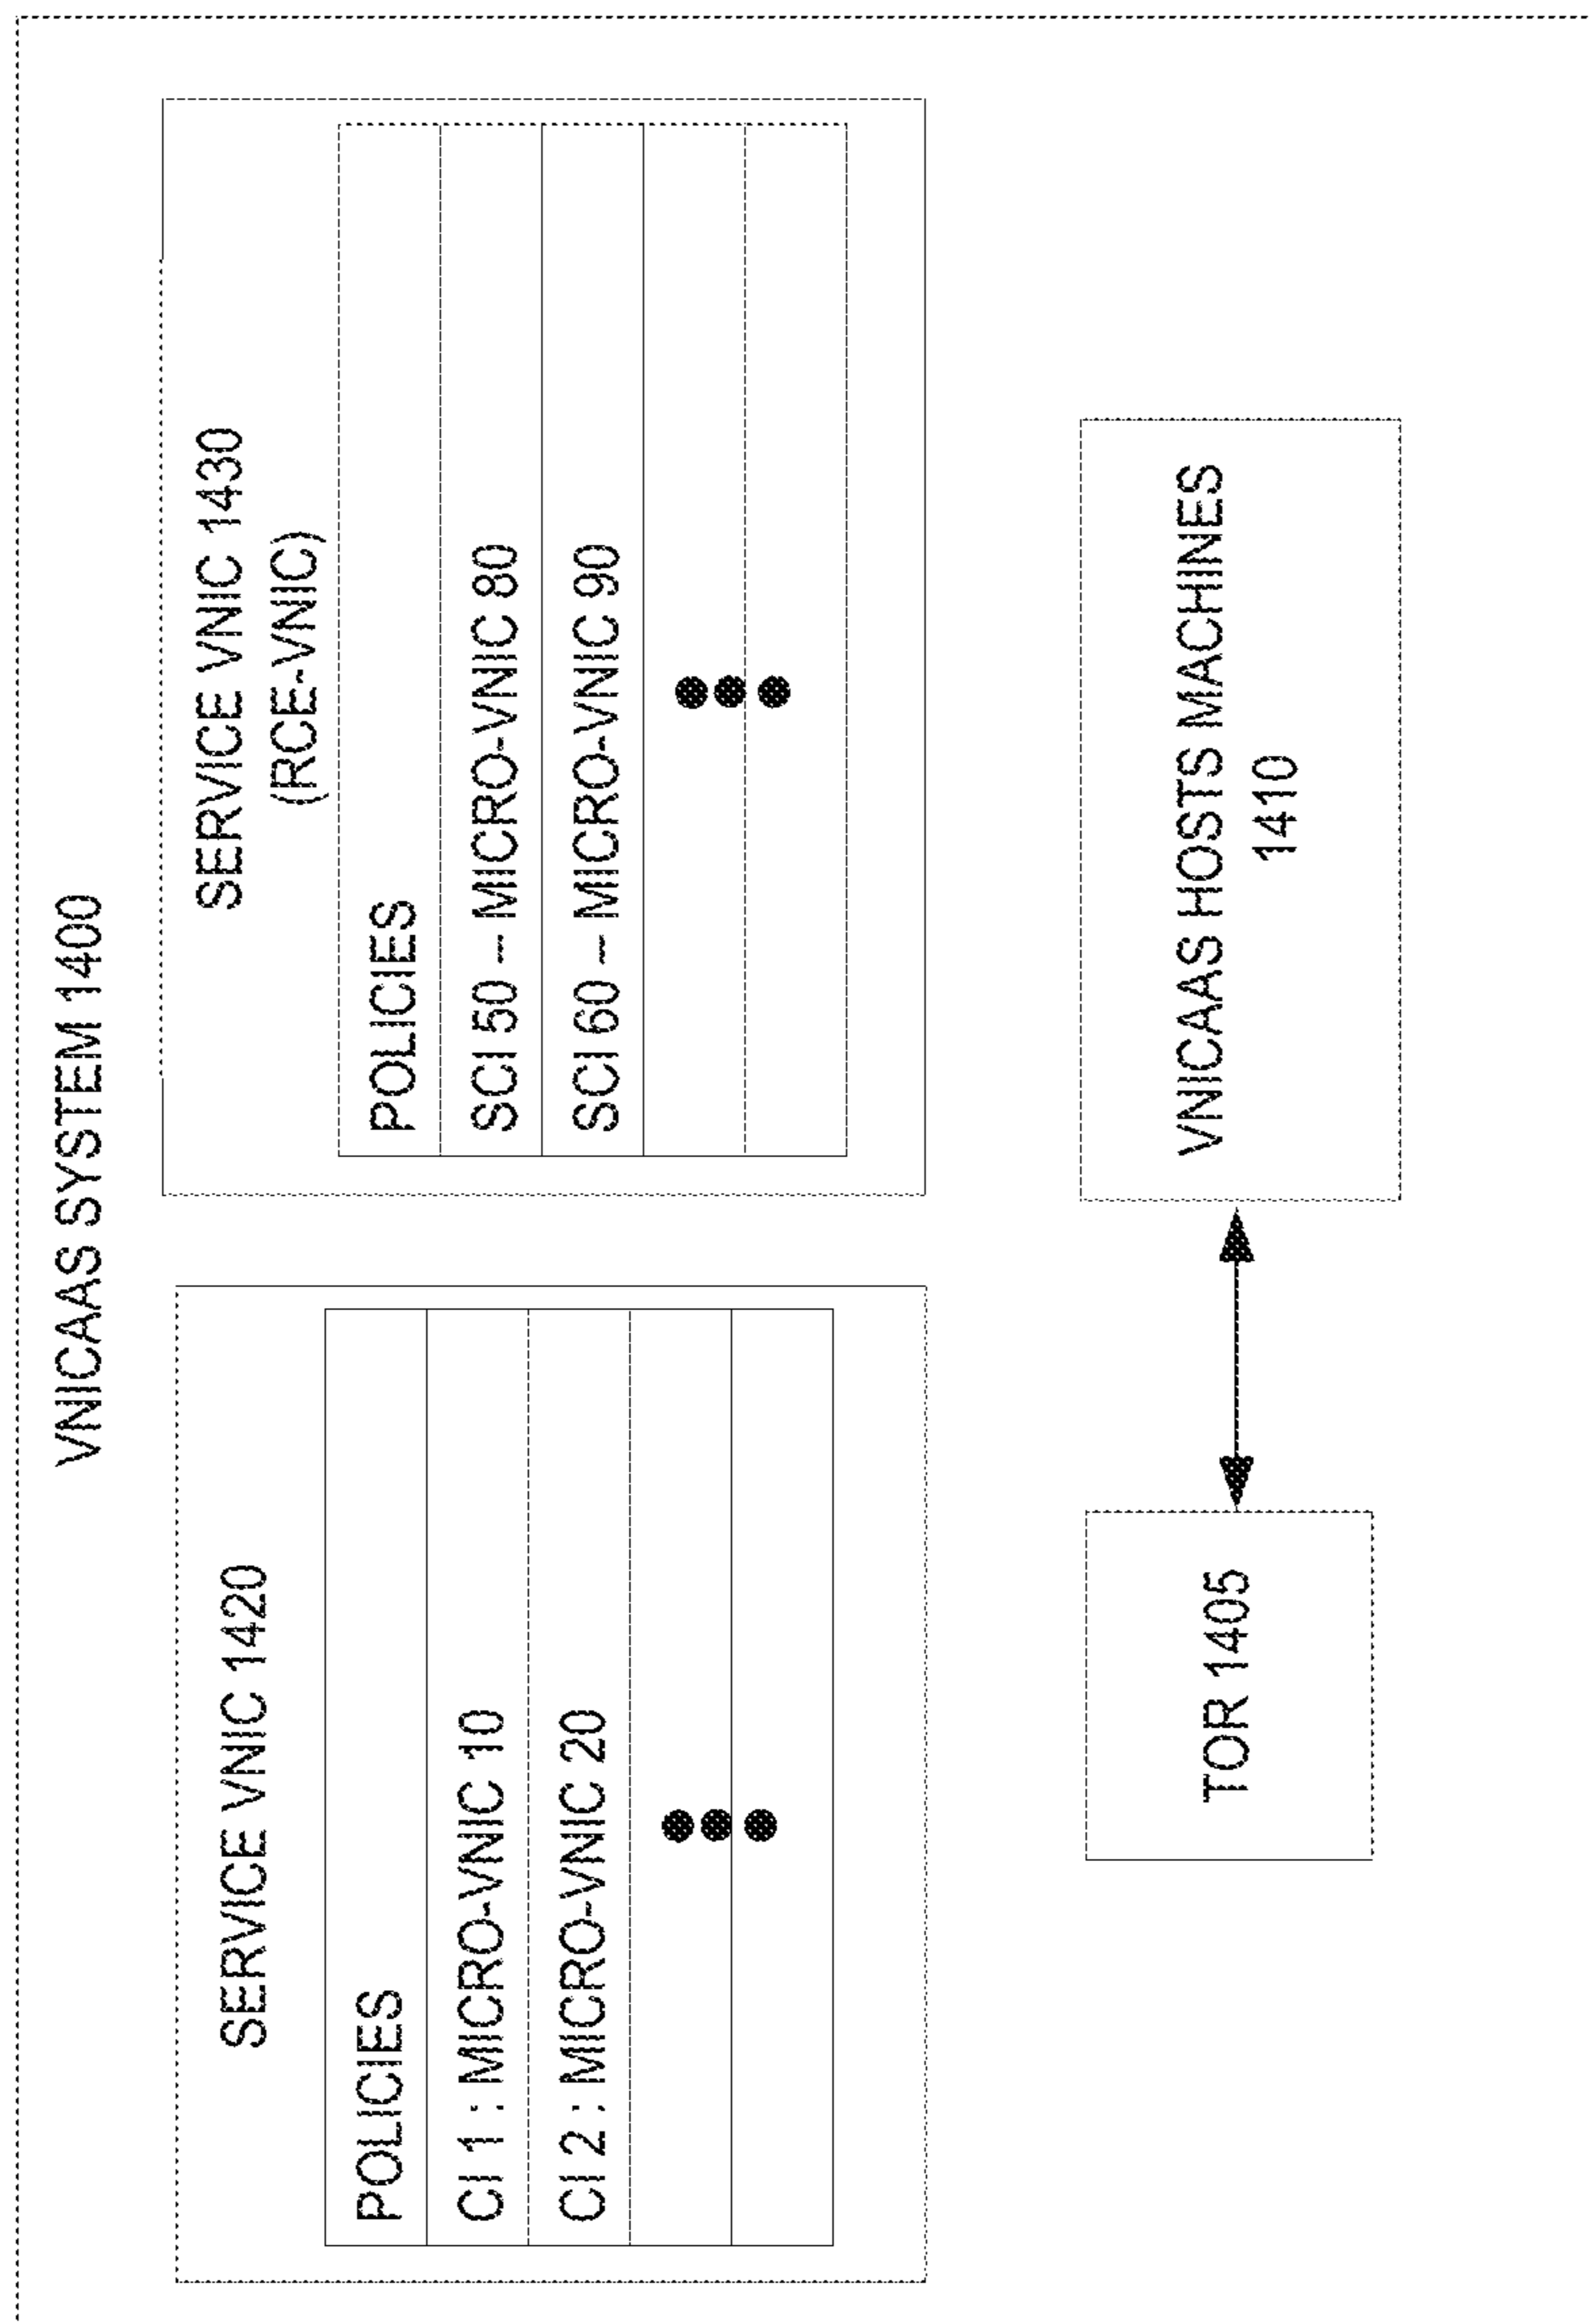 VNICAAS SYSTEM 1400
SERVICE VNIC 1420
POLICIES
CI 1 : MICRO-VNIC 10
CI 2 : MICRO-VNIC 20
SERVICE VNIC 1430
(RCE-VNIC)
POLICIES
SCI 50 – MICRO-VNIC 80
SCI 60 – MICRO-VNIC 90
TOR 1405
VNICAAS HOSTS MACHINES
1410